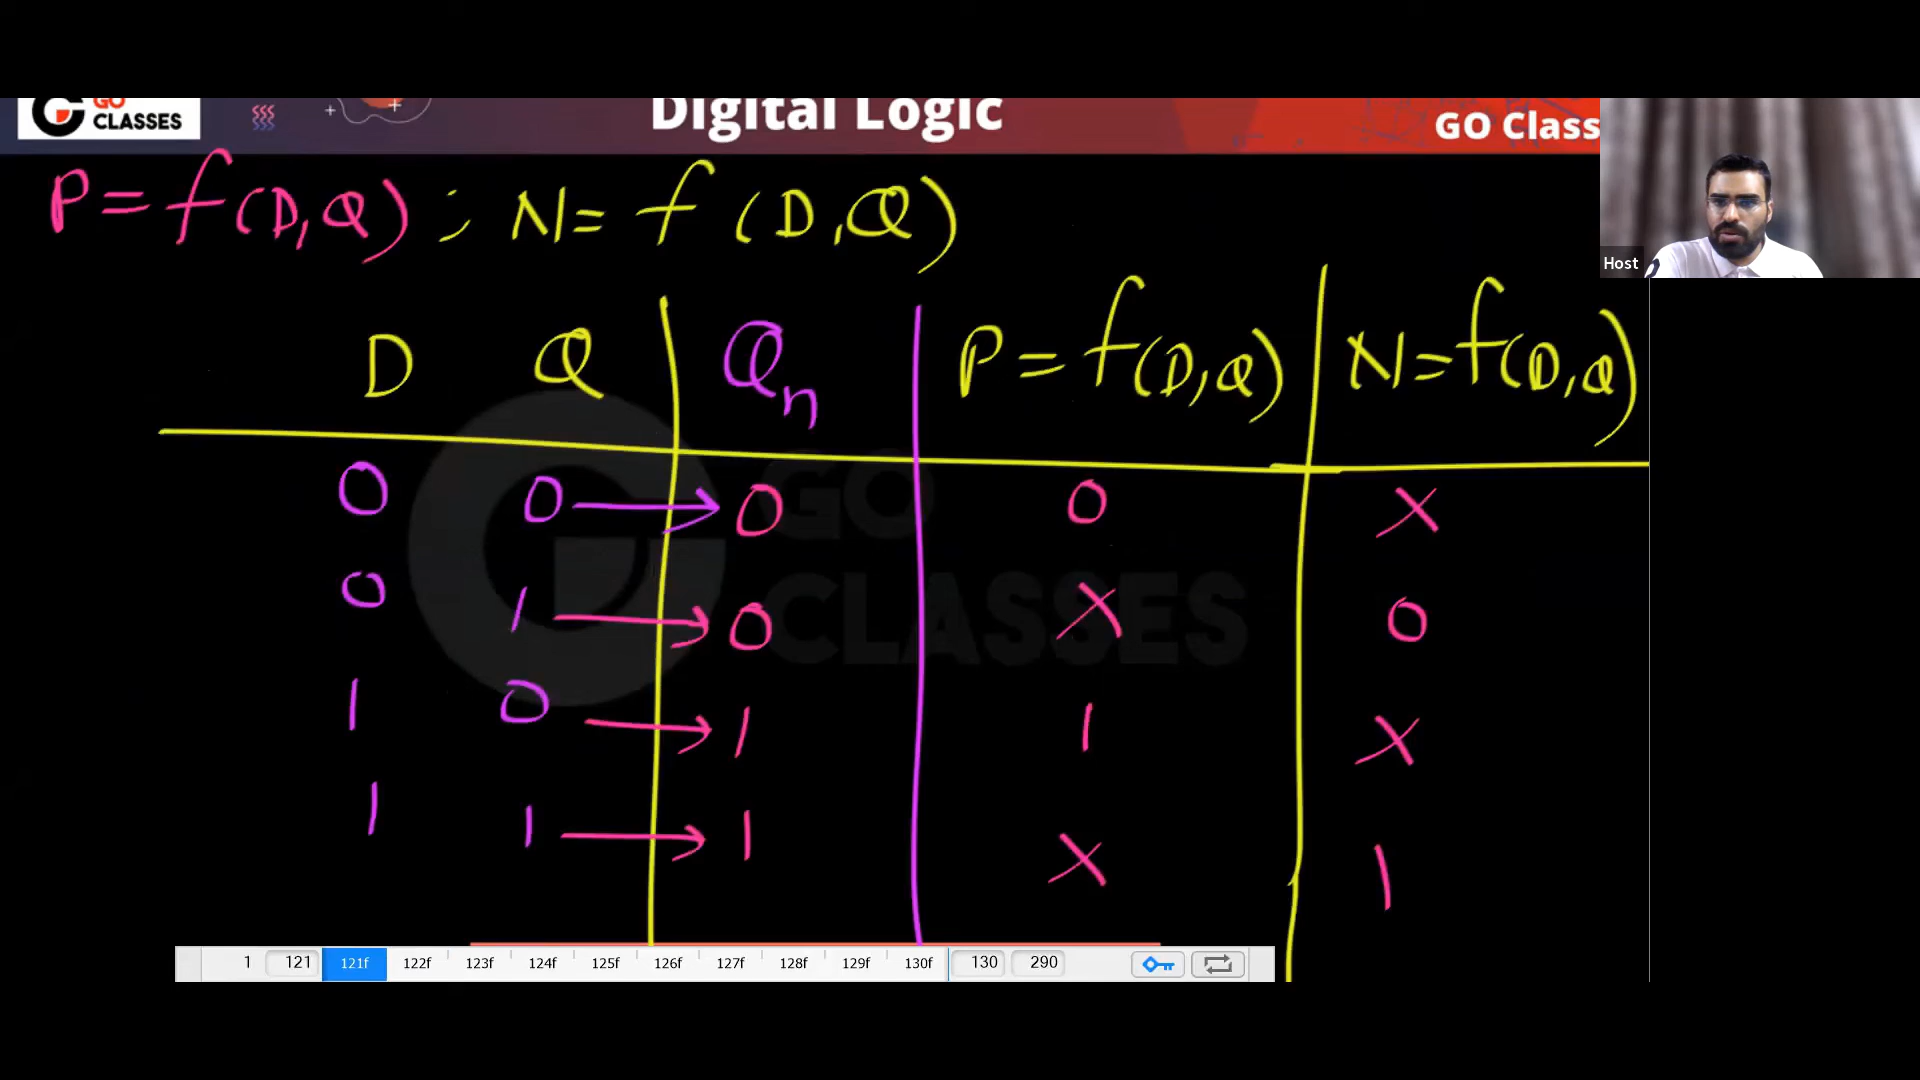 GO
CLASSES
Digital Logic
GO Class
Host
P = f(D,Q) ; N = f (D,Q)
D Q Qn P = f(D,Q) N = f(D,Q)
0 0 → 0 0 X
0 1 → 0 X 0
1 0 → 1 1 X
1 1 → 1 X 1
GO
CLASSES
1 121 121f 122f 123f 124f 125f 126f 127f 128f 129f 130f 130 290